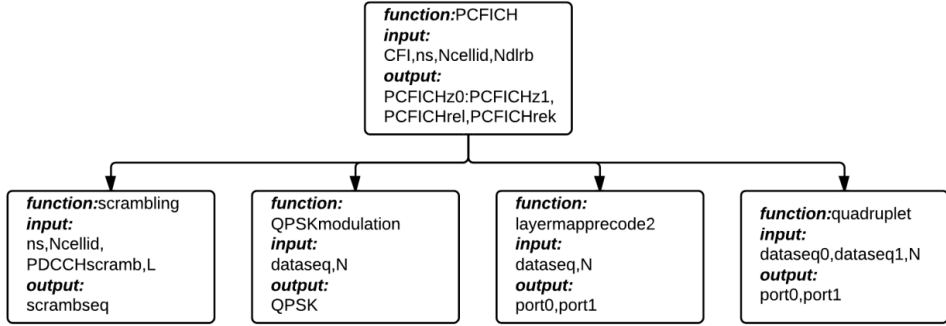 function:PCFICH
input:
CFI,ns,Ncellid,Ndlrb
output:
PCFICHz0:PCFICHz1,
PCFICHrel,PCFICHrek
function:scrambling
input:
ns,Ncellid,
PDCCHscramb,L
output:
scrambseq
function:
QPSKmodulation
input:
dataseq,N
output:
QPSK
function:
layermapprecode2
input:
dataseq,N
output:
port0,port1
function:quadruplet
input:
dataseq0,dataseq1,N
output:
port0,port1